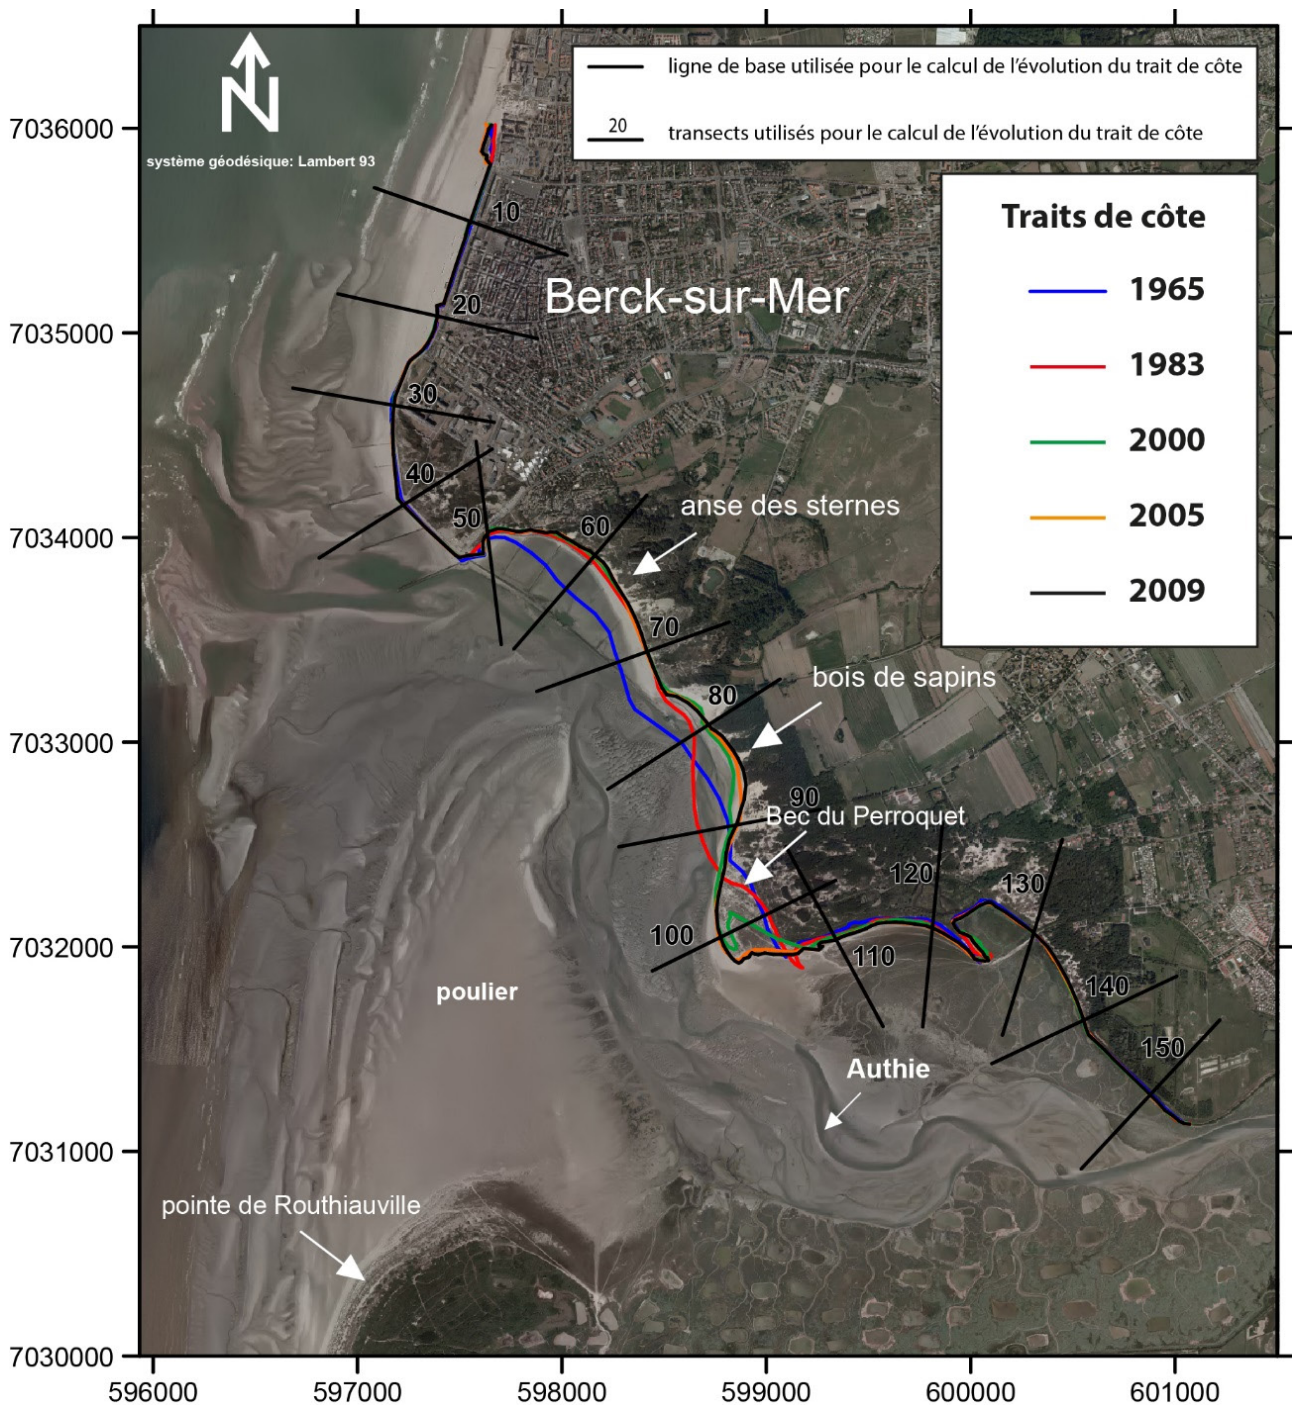 N
système géodésique: Lambert 93
ligne de base utilisée pour le calcul de l'évolution du trait de côte
20
transects utilisés pour le calcul de l'évolution du trait de côte
Traits de côte
1965
1983
2000
2005
2009
7036000
7035000
7034000
7033000
7032000
7031000
7030000
10
20
Berck-sur-Mer
30
40
50
60
anse des sternes
70
80
bois de sapins
90
Bec du Perroquet
100
110
120
130
140
150
poulier
Authie
pointe de Routhiauville
596000
597000
598000
599000
600000
601000